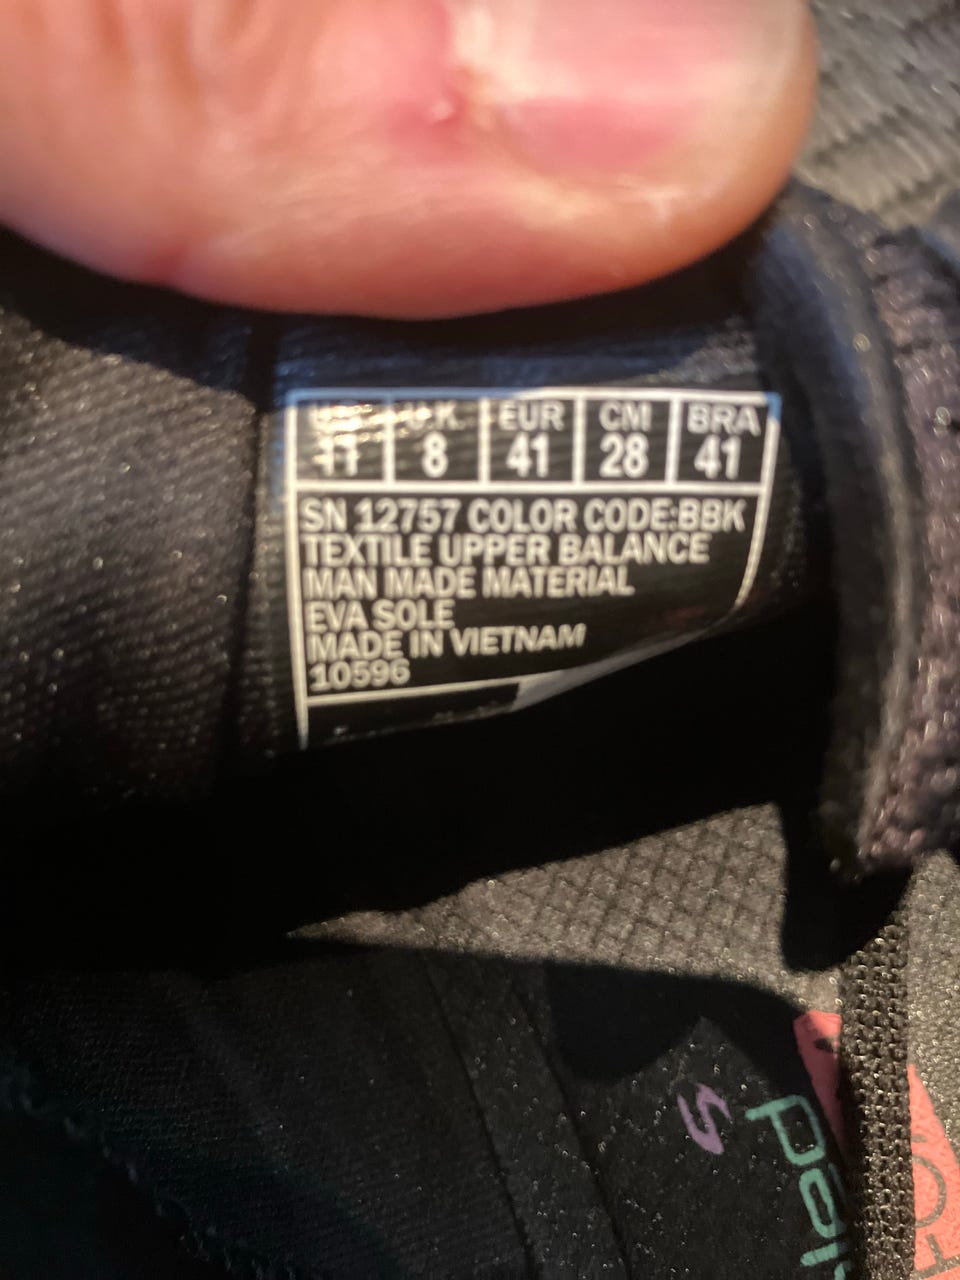 U.K. EUR CM BRA
11 8 41 28 41
SN 12757 COLOR CODE:BBK
TEXTILE UPPER BALANCE
MAN MADE MATERIAL
EVA SOLE
MADE IN VIETNAM
10596
S